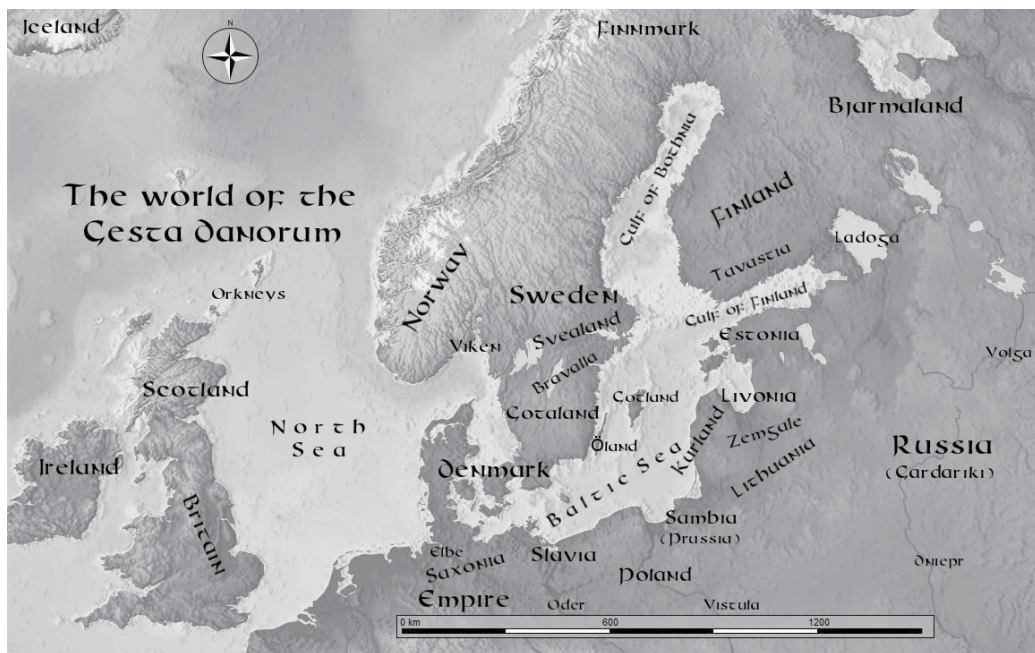 Iceland
N
Finnmark
Bjarmaland
Gulf of Bothnia
The world of the
Gesta Danorum
Finland
Ladoga
Tavastia
Orkneys
Norway
Sweden
Gulf of Finland
Svealand
Estonia
Viken
Volga
Bravalla
Scotland
Gotland
Livonia
Gotaland
North
Sea
Kurland
Zemgale
Öland
Russia
(Gardariki)
Ireland
Denmark
Baltic Sea
Lithuania
Britain
Sambia
(Prussia)
Elbe
Saxonia
Slavia
Poland
Dniepr
Empire
Oder
Vistula
0 km
600
1200